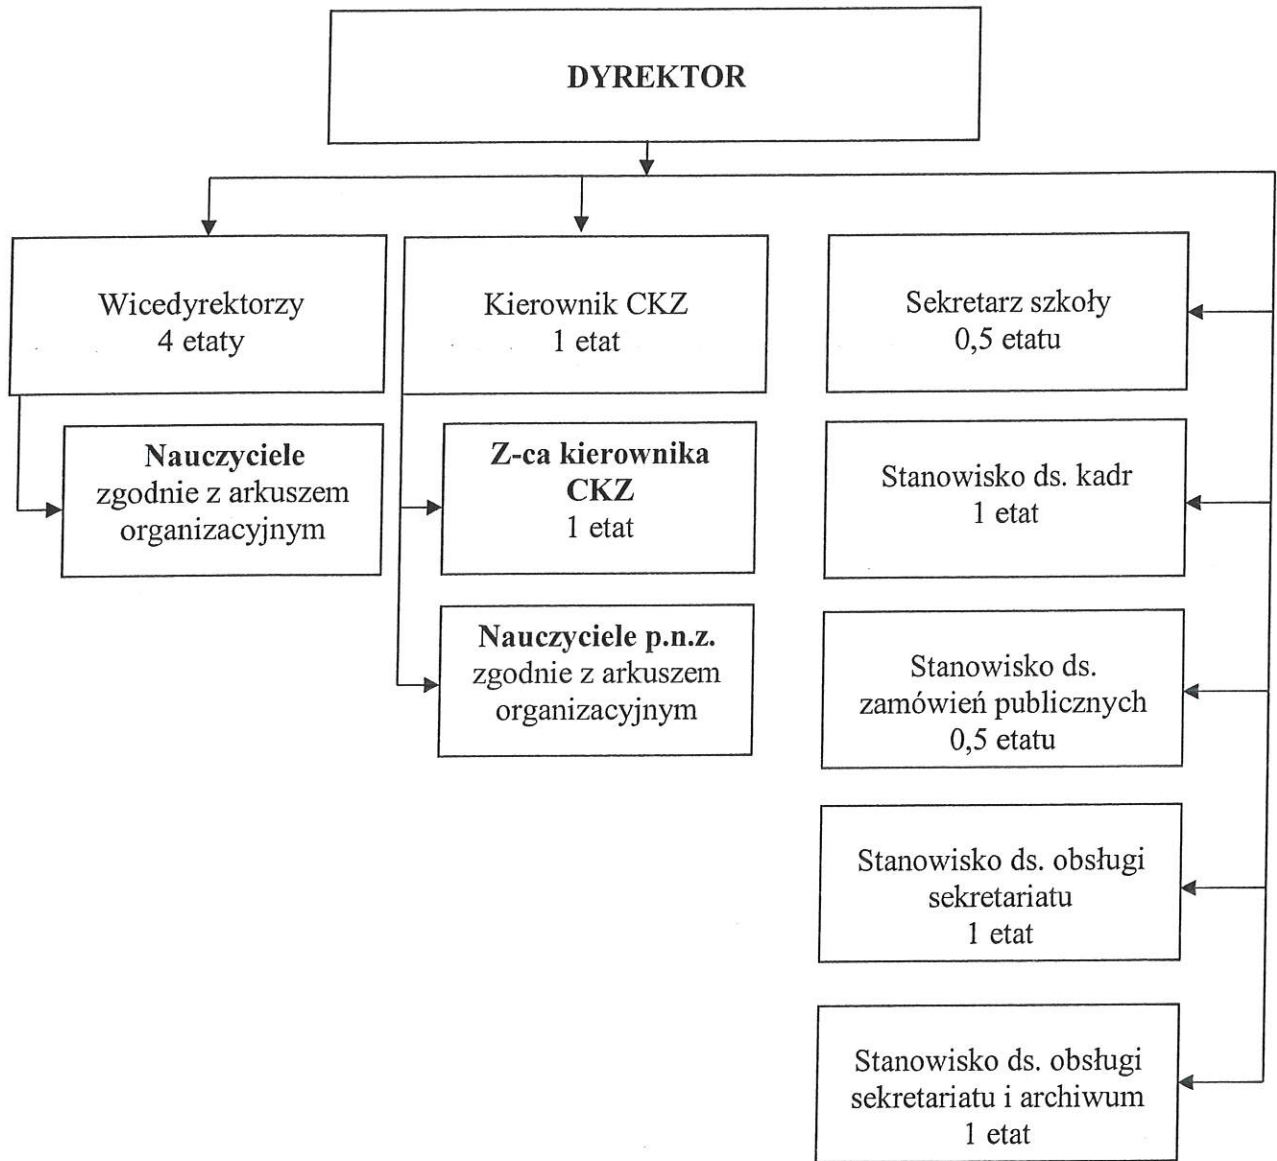 DYREKTOR
Wicedyrektorzy
4 etaty
Nauczyciele
zgodnie z arkuszem
organizacyjnym
Kierownik CKZ
1 etat
Z-ca kierownika
CKZ
1 etat
Nauczyciele p.n.z.
zgodnie z arkuszem
organizacyjnym
Sekretarz szkoły
0,5 etatu
Stanowisko ds. kadr
1 etat
Stanowisko ds.
zamówień publicznych
0,5 etatu
Stanowisko ds. obsługi
sekretariatu
1 etat
Stanowisko ds. obsługi
sekretariatu i archiwum
1 etat